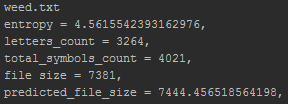 weed.txt
entropy = 4.5615542393162976,
letters_count = 3264,
total_symbols_count = 4021,
file size = 7381,
predicted_file_size = 7444.456518564198,